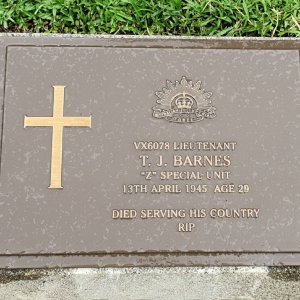 VX6078 LIEUTENANT
T. J. BARNES
"Z" SPECIAL UNIT
13TH APRIL 1945 AGE 29
DIED SERVING HIS COUNTRY
RIP